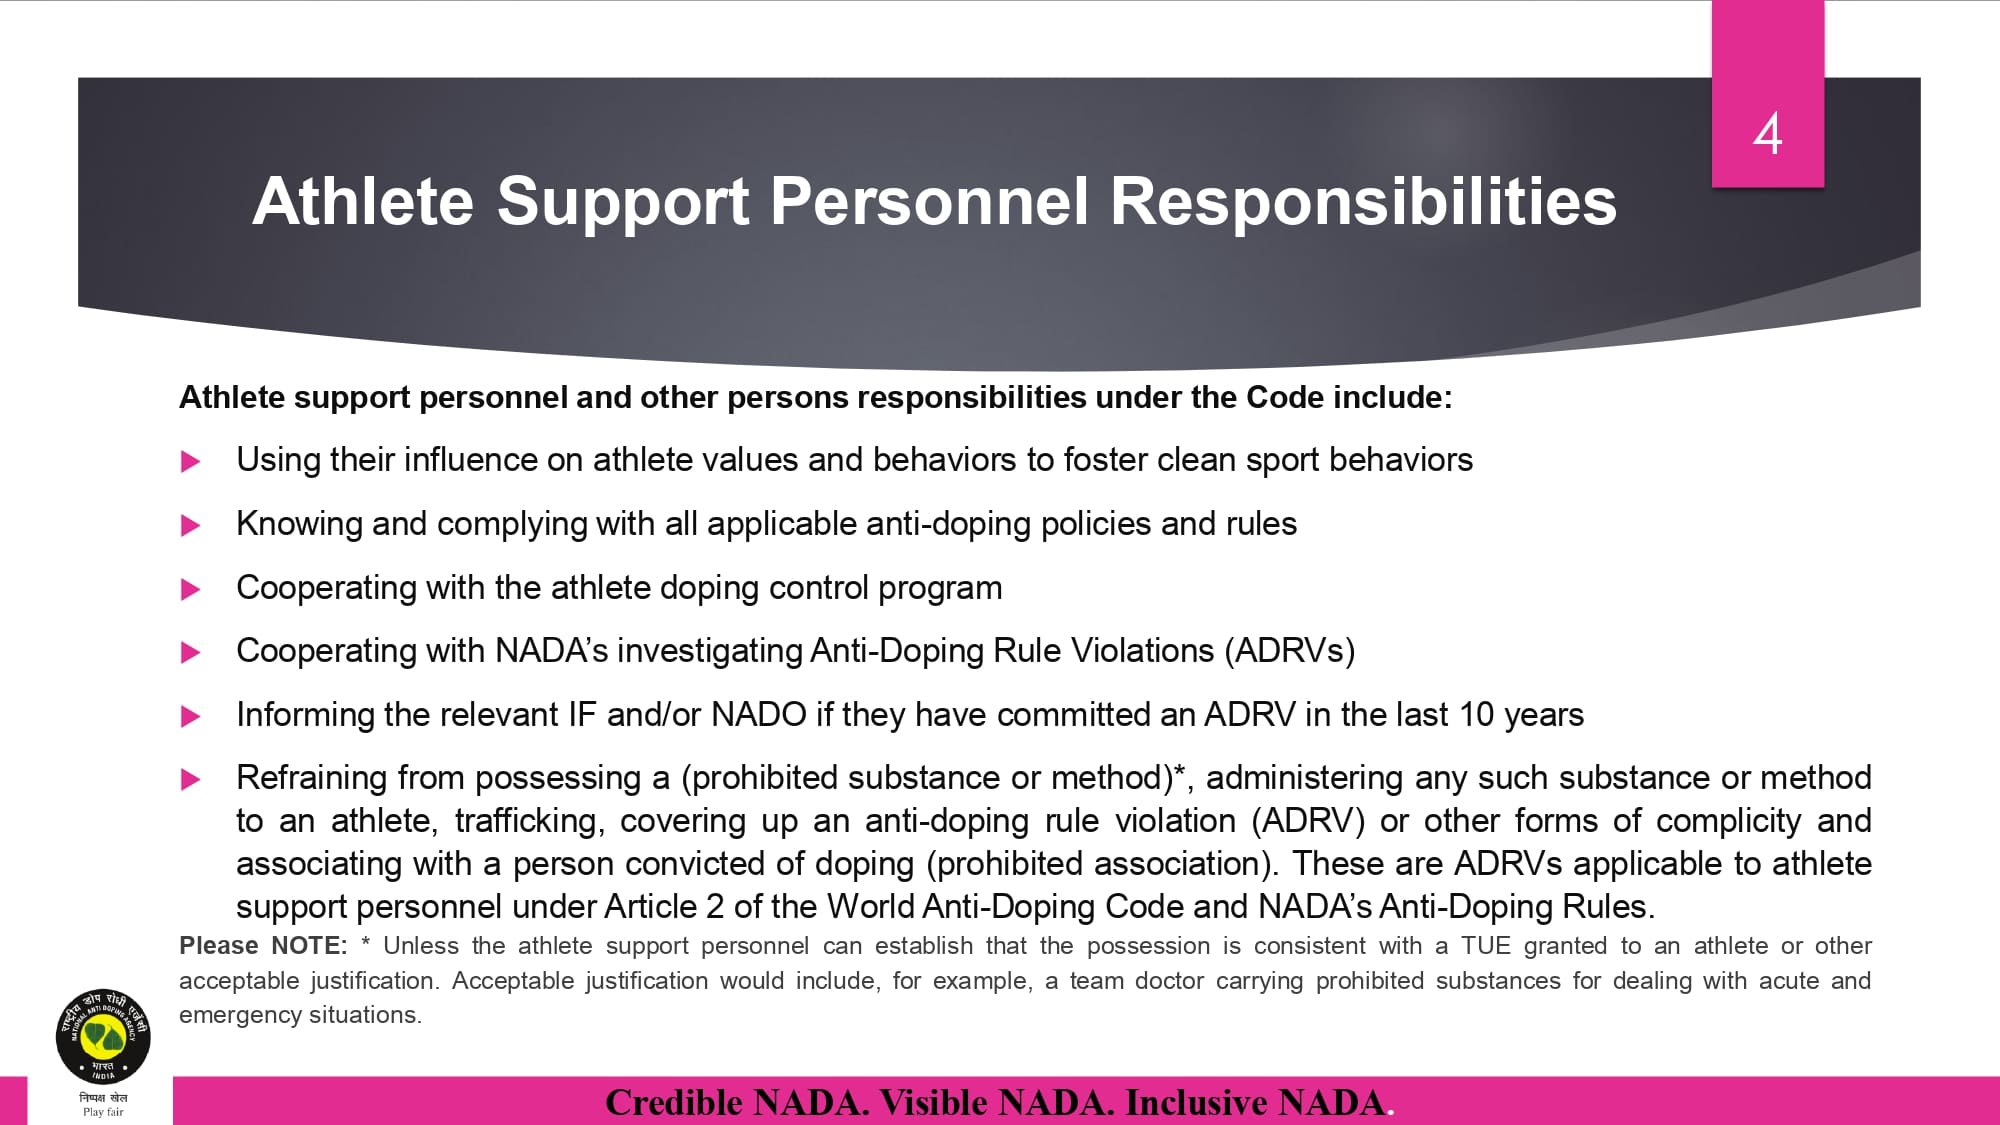 4
Athlete Support Personnel Responsibilities
Athlete support personnel and other persons responsibilities under the Code include:
Using their influence on athlete values and behaviors to foster clean sport behaviors
Knowing and complying with all applicable anti-doping policies and rules
Cooperating with the athlete doping control program
Cooperating with NADA’s investigating Anti-Doping Rule Violations (ADRVs)
Informing the relevant IF and/or NADO if they have committed an ADRV in the last 10 years
Refraining from possessing a (prohibited substance or method)*, administering any such substance or method
to an athlete, trafficking, covering up an anti-doping rule violation (ADRV) or other forms of complicity and
associating with a person convicted of doping (prohibited association). These are ADRVs applicable to athlete
support personnel under Article 2 of the World Anti-Doping Code and NADA’s Anti-Doping Rules.
Please NOTE: * Unless the athlete support personnel can establish that the possession is consistent with a TUE granted to an athlete or other
acceptable justification. Acceptable justification would include, for example, a team doctor carrying prohibited substances for dealing with acute and
emergency situations.
राष्ट्रीय डोप रोधी एजेंसी
NATIONAL ANTI DOPING AGENCY
भारत
INDIA
निष्पक्ष खेल
Play fair
Credible NADA. Visible NADA. Inclusive NADA.